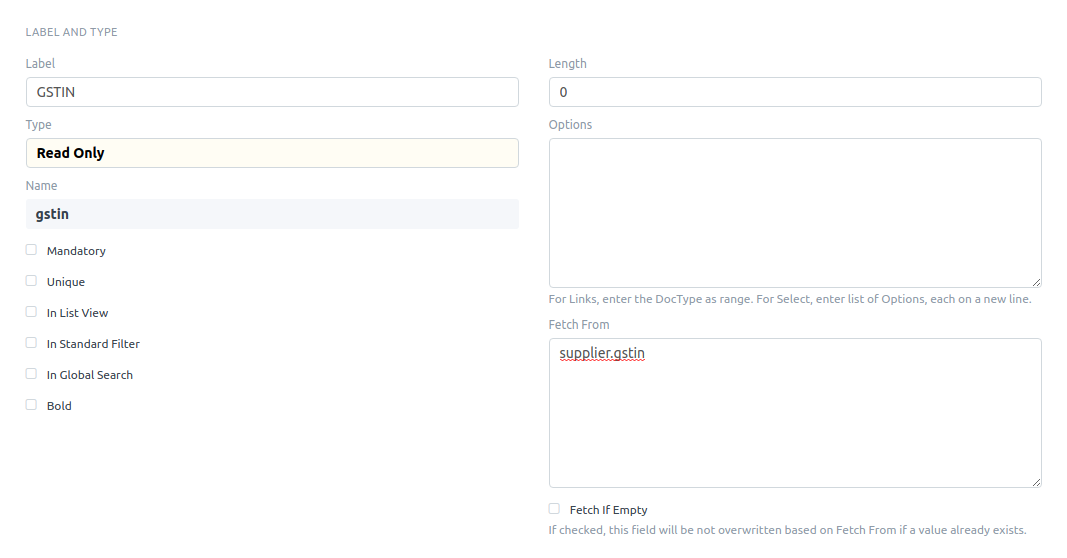 LABEL AND TYPE
Label
GSTIN
Type
Read Only
Name
gstin
Mandatory
Unique
In List View
In Standard Filter
In Global Search
Bold
Length
0
Options
For Links, enter the DocType as range. For Select, enter list of Options, each on a new line.
Fetch From
supplier.gstin
Fetch If Empty
If checked, this field will be not overwritten based on Fetch From if a value already exists.